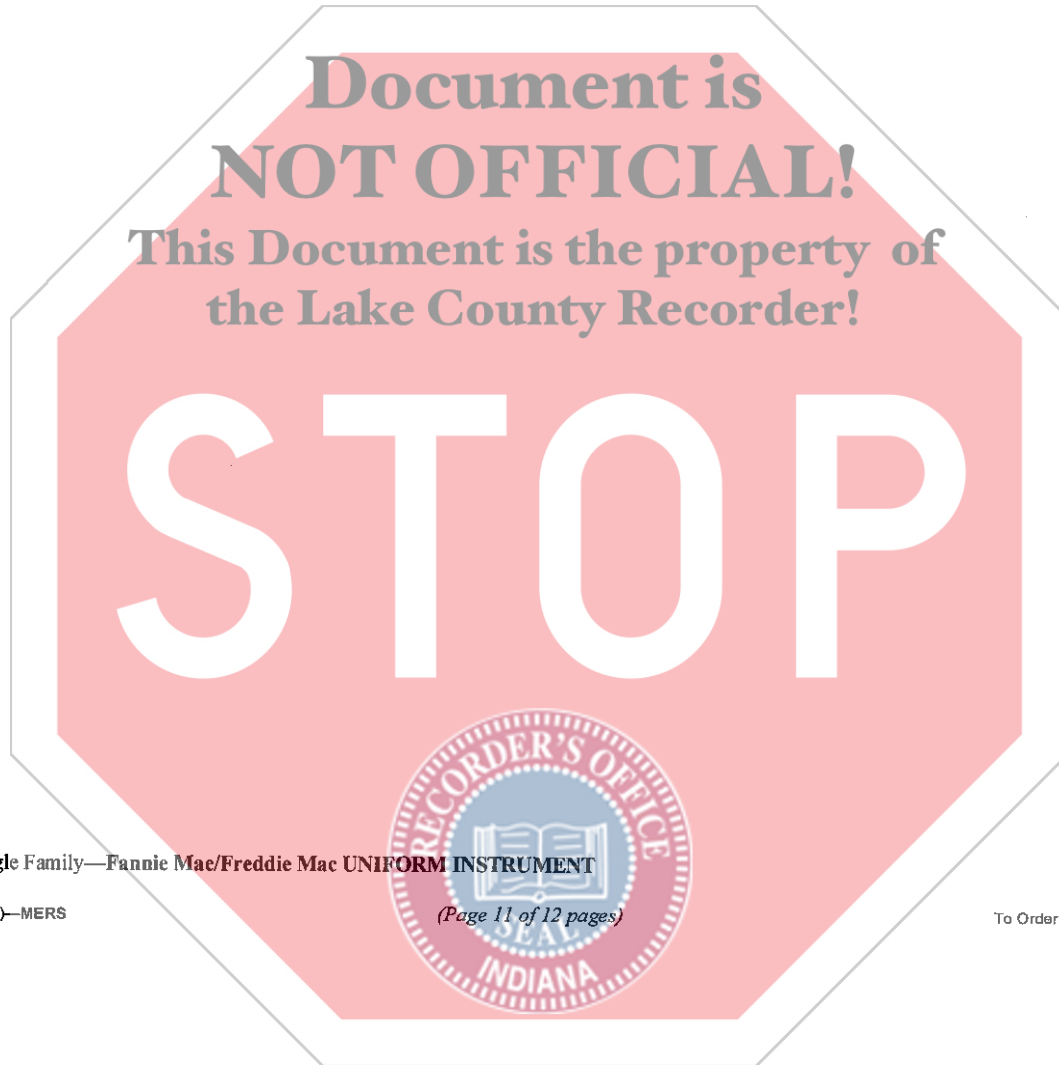 Document is
NOT OFFICIAL!
This Document is the property of
the Lake County Recorder!
STOP
RECORDER'S OFFICE
gle Family—Fannie Mac/Freddie Mac UNIFORM INSTRUMENT
)—MERS (Page 11 of 12 pages) To Order
SEAL
INDIANA